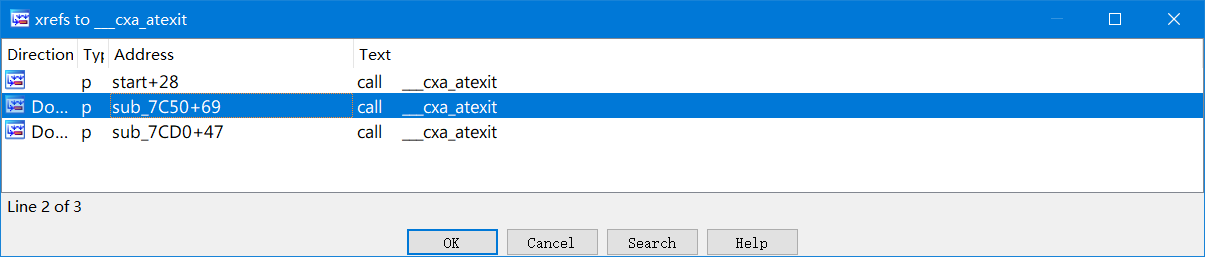 xrefs to ___cxa_atexit
Direction Typ Address Text
p start+28 call ___cxa_atexit
Do... p sub_7C50+69 call ___cxa_atexit
Do... p sub_7CD0+47 call ___cxa_atexit
Line 2 of 3
OK Cancel Search Help